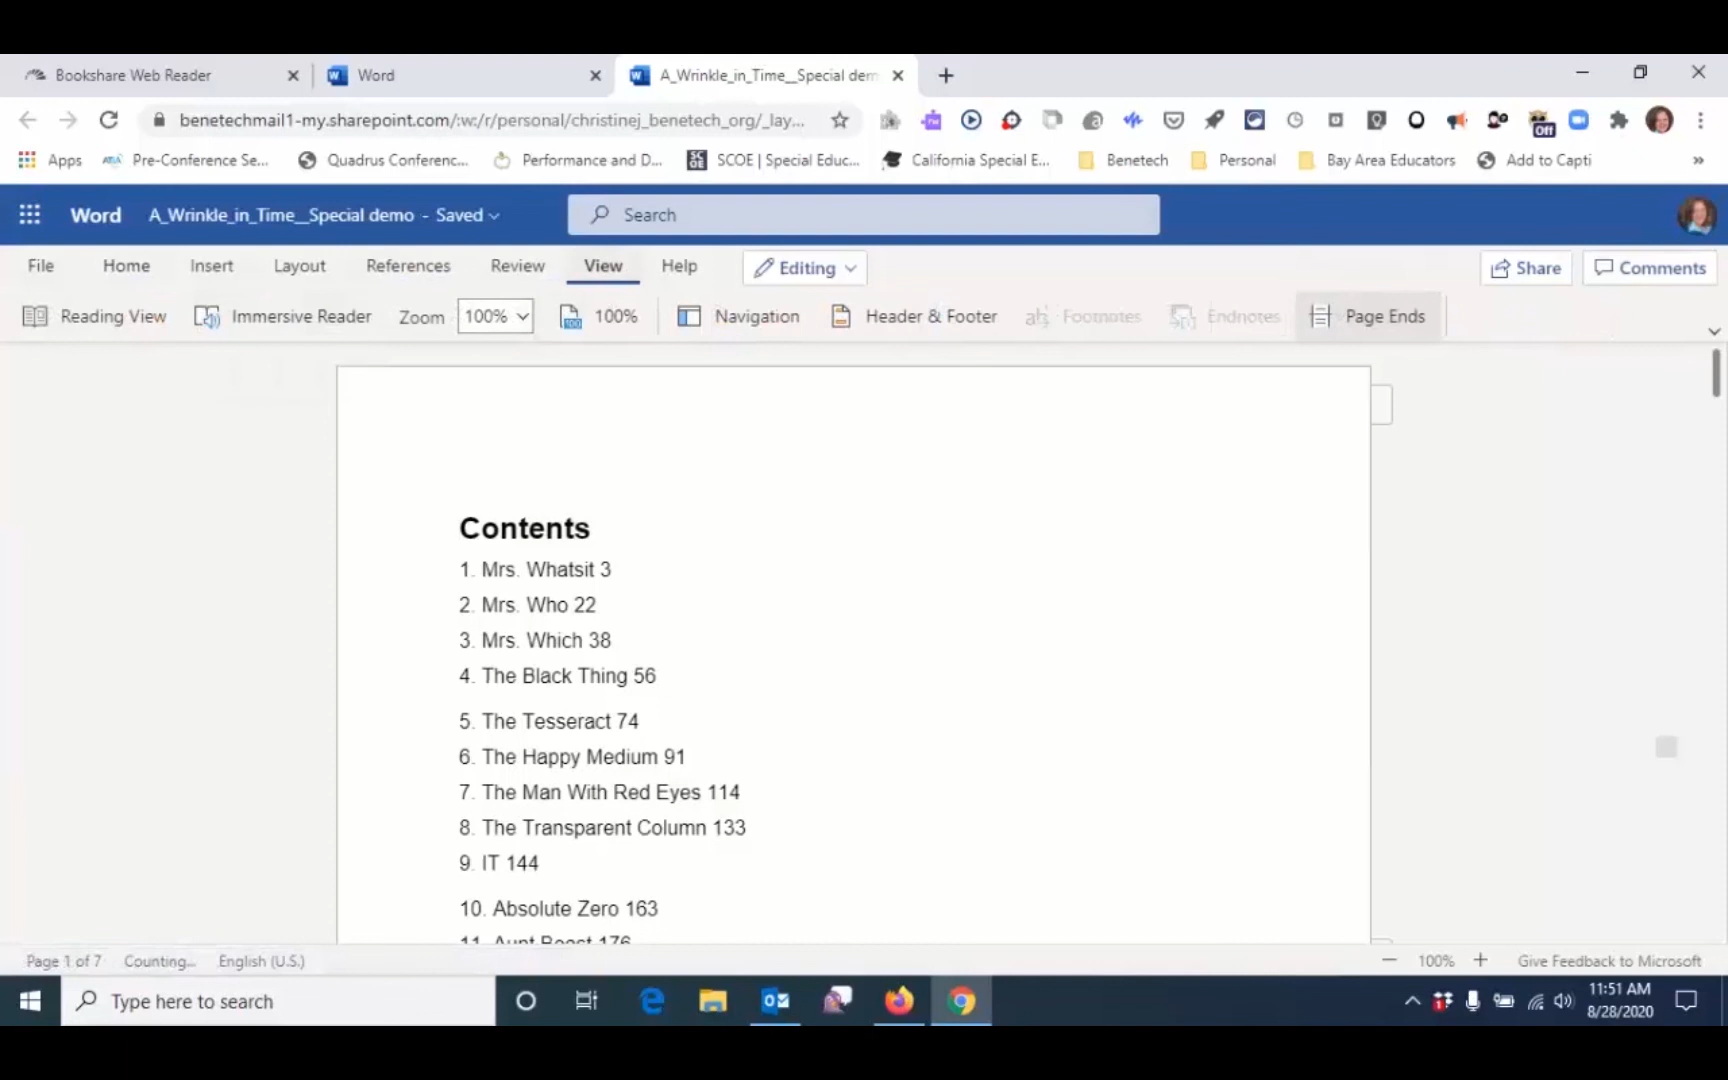 Bookshare Web Reader
Word
A_Wrinkle_in_Time__Special dem
benetechmail1-my.sharepoint.com/:w:/r/personal/christinej_benetech_org/_lay...
Off
Apps
Pre-Conference Se...
Quadrus Conferenc...
Performance and D...
SCOE | Special Educ...
California Special E...
Benetech
Personal
Bay Area Educators
Add to Capti
»
Word
A_Wrinkle_in_Time__Special demo - Saved
Search
File
Home
Insert
Layout
References
Review
View
Help
Editing
Share
Comments
Reading View
Immersive Reader
Zoom
100%
100%
Navigation
Header & Footer
Footnotes
Endnotes
Page Ends
Contents
1. Mrs. Whatsit 3
2. Mrs. Who 22
3. Mrs. Which 38
4. The Black Thing 56
5. The Tesseract 74
6. The Happy Medium 91
7. The Man With Red Eyes 114
8. The Transparent Column 133
9. IT 144
10. Absolute Zero 163
11. Aunt Beast 176
Page 1 of 7
Counting...
English (U.S.)
100%
Give Feedback to Microsoft
Type here to search
11:51 AM
8/28/2020